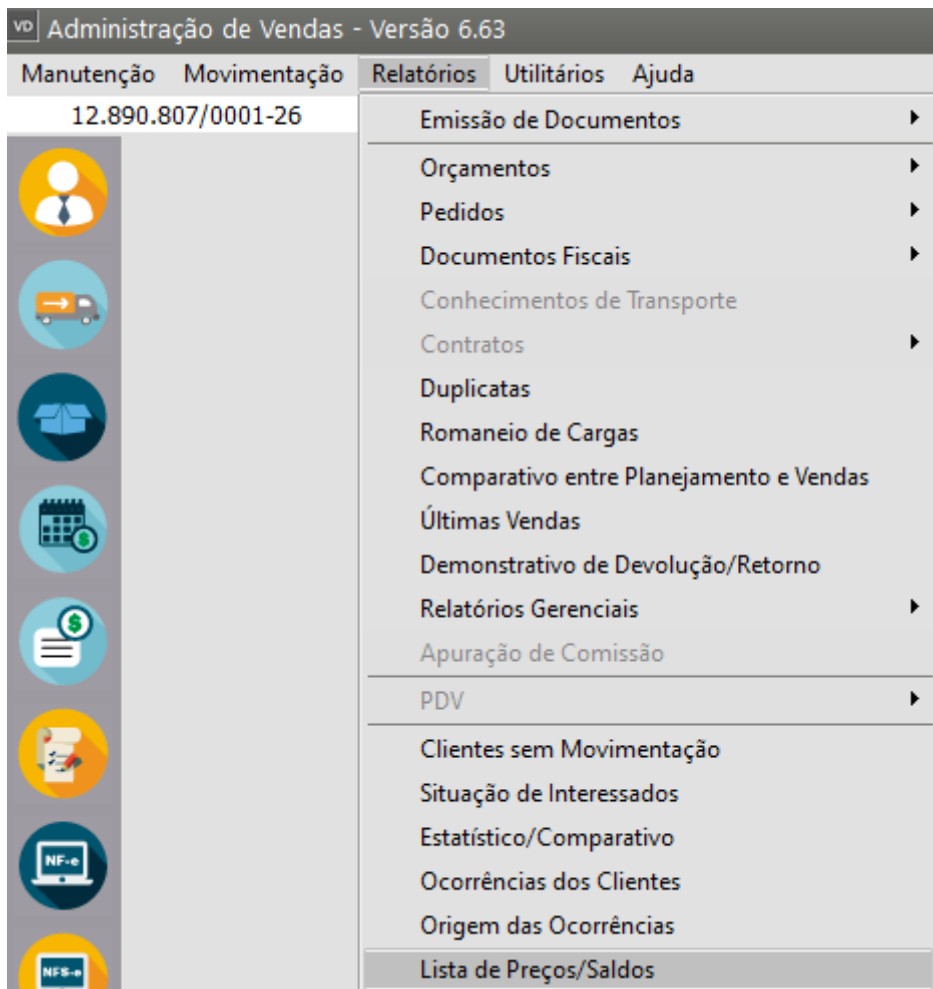 VD Administração de Vendas - Versão 6.63
Manutenção Movimentação Relatórios Utilitários Ajuda
12.890.807/0001-26
Emissão de Documentos
Orçamentos
Pedidos
Documentos Fiscais
Conhecimentos de Transporte
Contratos
Duplicatas
Romaneio de Cargas
Comparativo entre Planejamento e Vendas
Últimas Vendas
Demonstrativo de Devolução/Retorno
Relatórios Gerenciais
Apuração de Comissão
PDV
Clientes sem Movimentação
Situação de Interessados
Estatístico/Comparativo
NF-e
Ocorrências dos Clientes
Origem das Ocorrências
NFS-e
Lista de Preços/Saldos